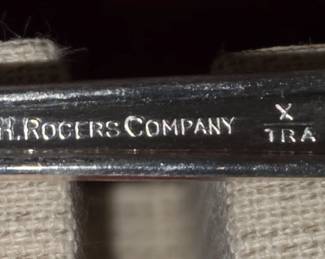 H. ROGERS COMPANY X
TRA